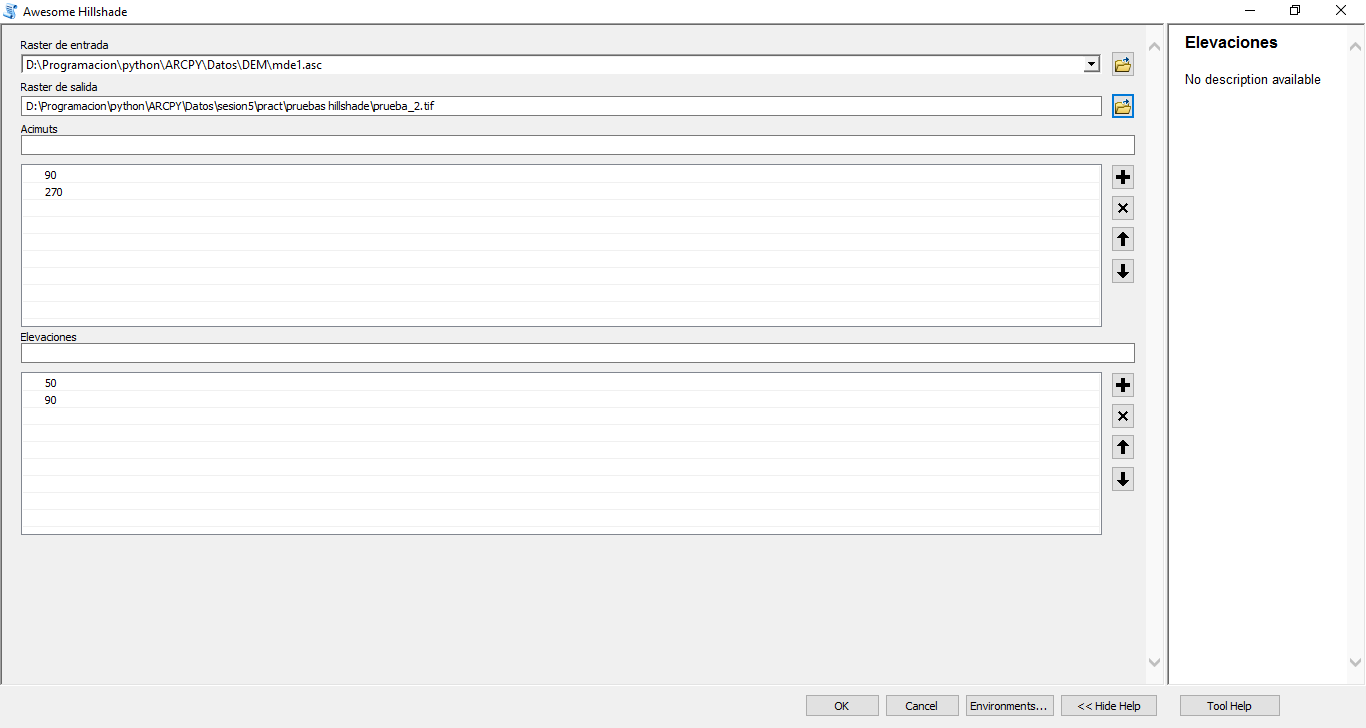 Awesome Hillshade
Raster de entrada
D:\Programacion\python\ARCPY\Datos\DEM\mde1.asc
Raster de salida
D:\Programacion\python\ARCPY\Datos\sesion5\pract\pruebas hillshade\prueba_2.tif
Acimuts
90
270
Elevaciones
50
90
Elevaciones
No description available
OK
Cancel
Environments...
<< Hide Help
Tool Help